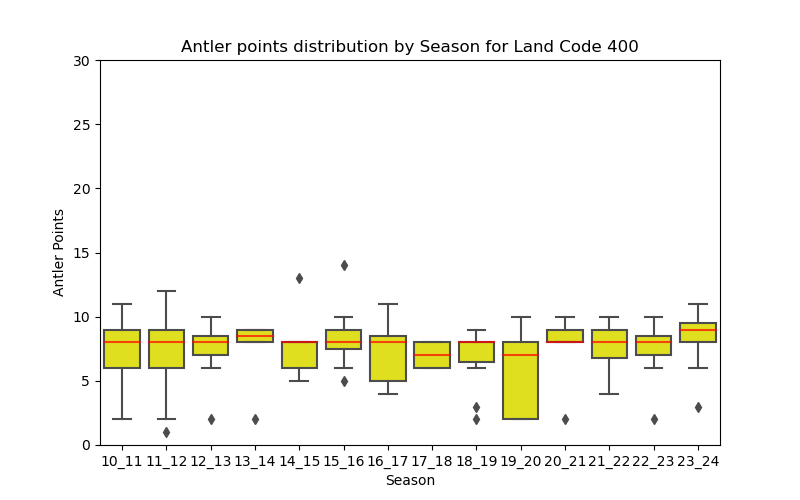 Antler points distribution by Season for Land Code 400
30
25
20
15
10
5
0
Antler Points
10_11 11_12 12_13 13_14 14_15 15_16 16_17 17_18 18_19 19_20 20_21 21_22 22_23 23_24
Season